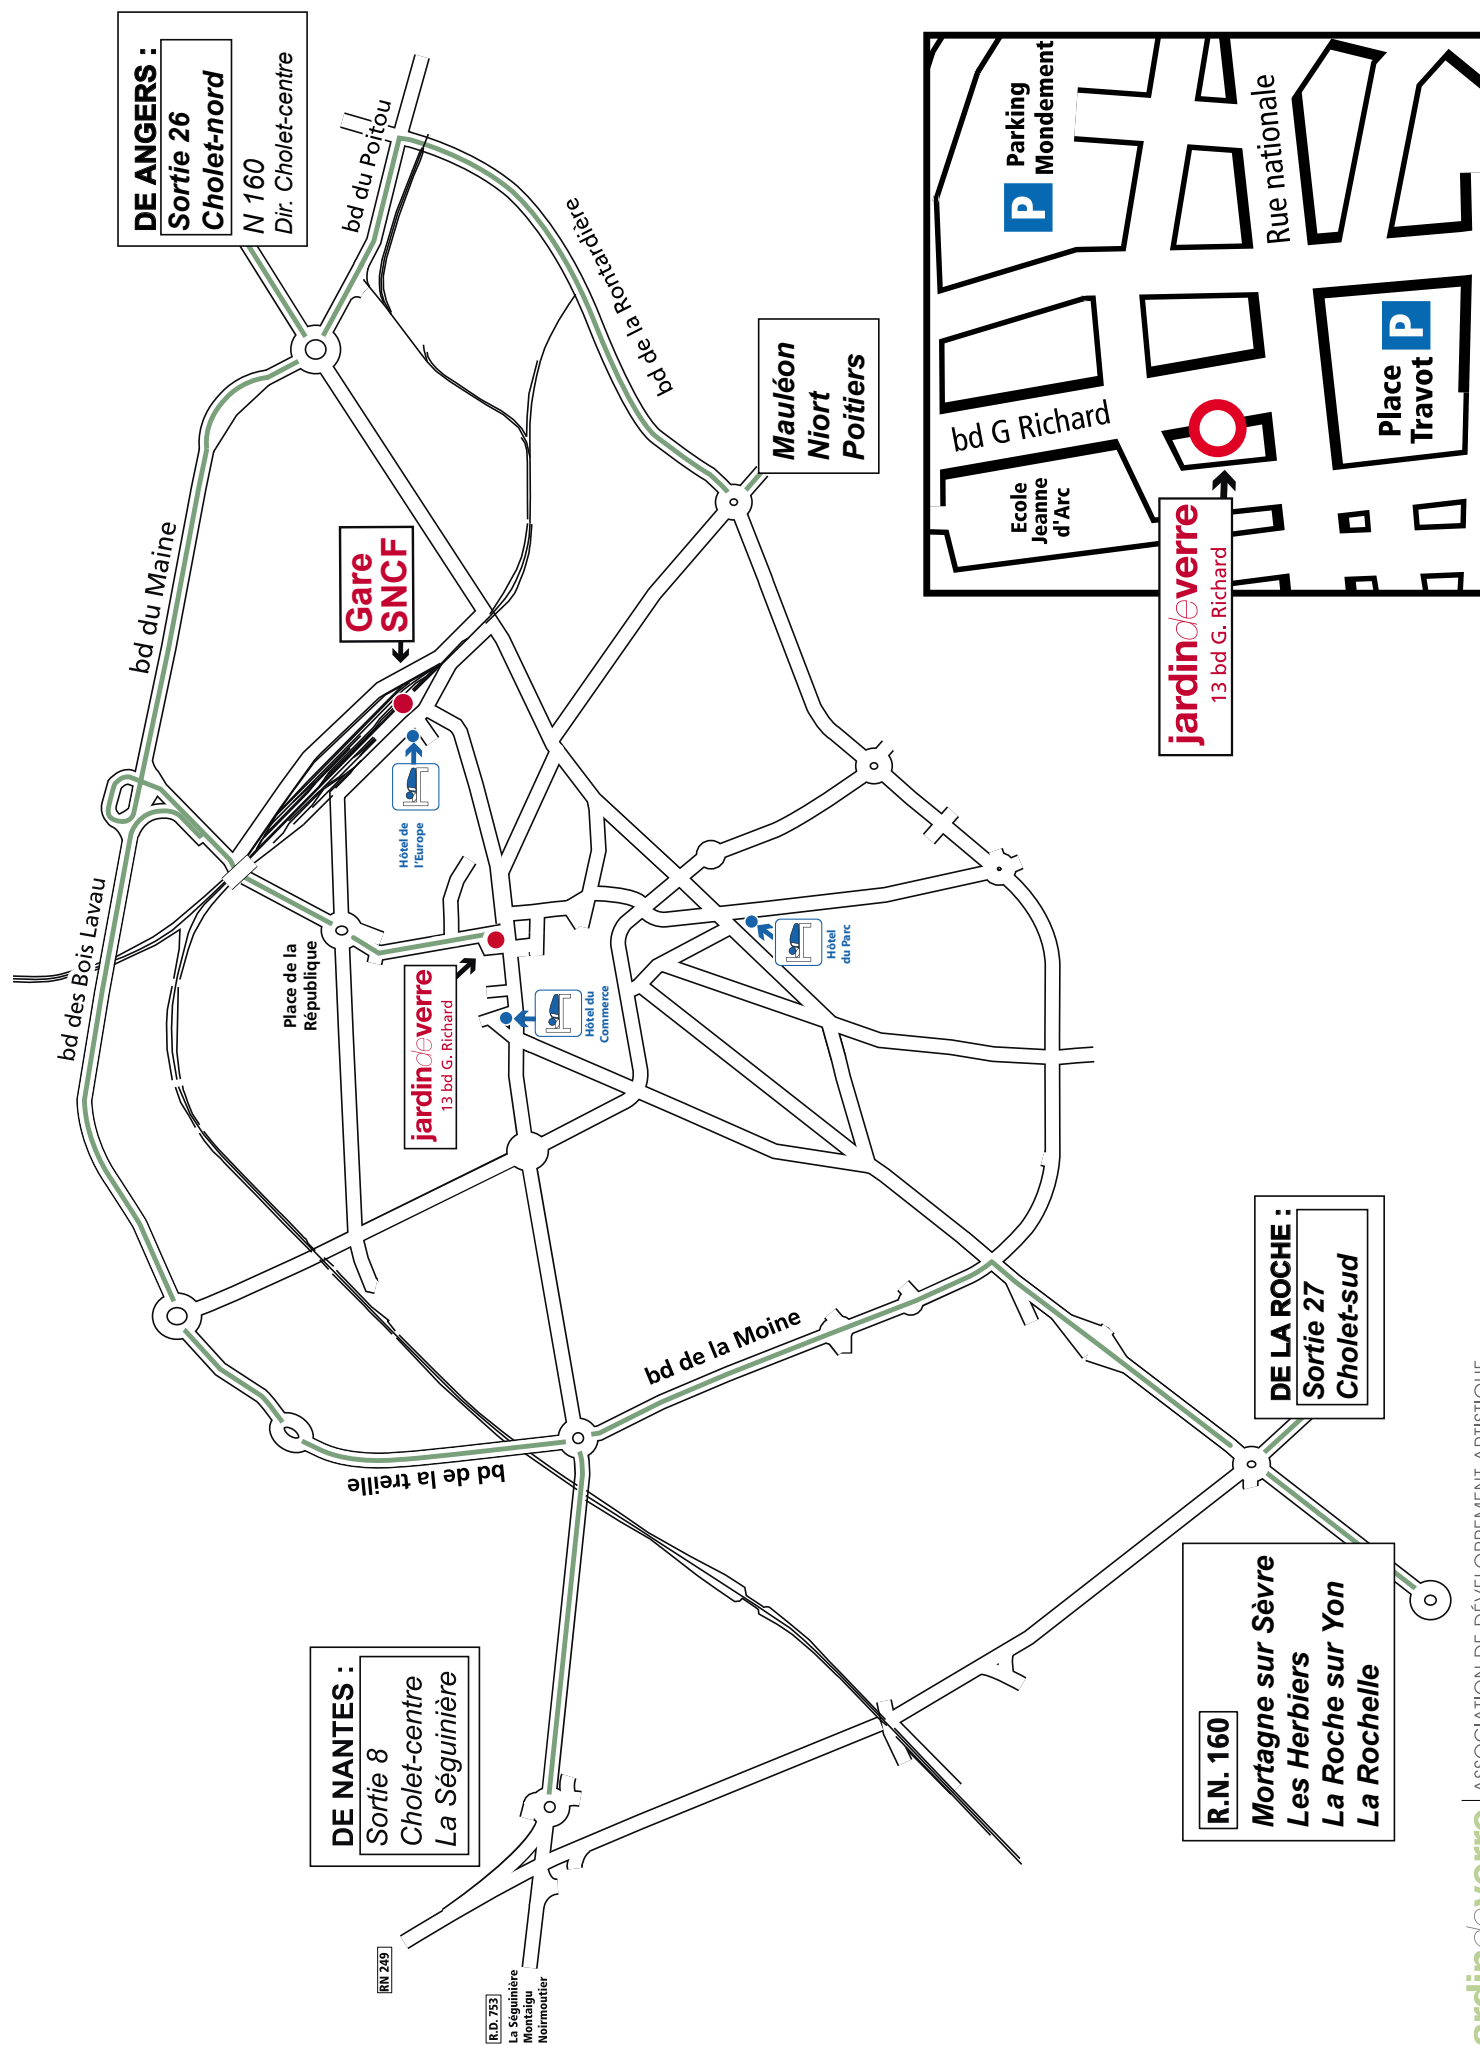 DE ANGERS :
Sortie 26
Cholet-nord
N 160
Dir. Cholet-centre
bd du Poitou
bd de la Rontardière
Mauléon
Niort
Poitiers
bd du Maine
Gare
SNCF
Hôtel de
l'Europe
bd des Bois Lavau
Place de la
République
jardindeverre
13 bd G. Richard
Hôtel du
Commerce
Hôtel
du Parc
bd de la Moine
bd de la treille
DE NANTES :
Sortie 8
Cholet-centre
La Séguinière
RN 249
R.D. 753
La Séguinière
Montaigu
Noirmoutier
DE LA ROCHE :
Sortie 27
Cholet-sud
R.N. 160
Mortagne sur Sèvre
Les Herbiers
La Roche sur Yon
La Rochelle
P
Parking
Mondement
Rue nationale
bd G Richard
Ecole
Jeanne
d'Arc
P
Place
Travot
jardindeverre
13 bd G. Richard
ASSOCIATION DE DÉVELOPPEMENT ARTISTIQUE